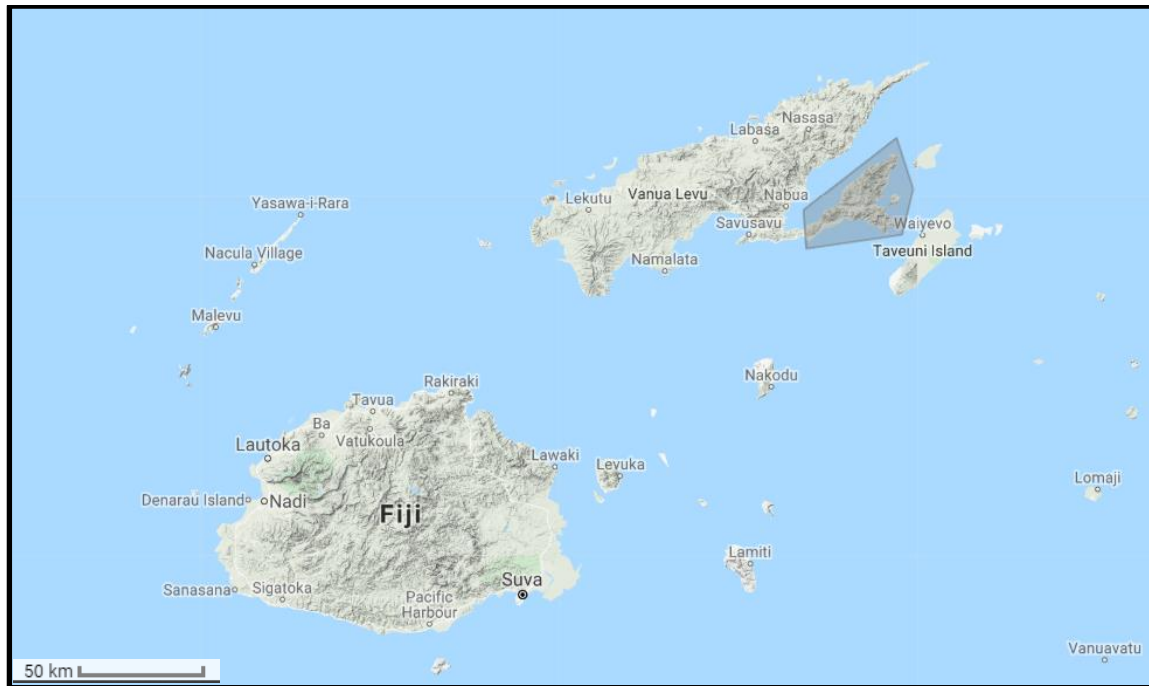 Nasasa
Labasa
Vanua Levu
Nabua
Lekutu
Yasawa-i-Rara
Savusavu
Waiyevo
Nacula Village
Namalata
Taveuni Island
Malevu
Nakodu
Rakiraki
Tavua
Ba
Vatukoula
Lautoka
Lawaki
Levuka
Lomaji
Denarau Island
Nadi
Fiji
Lamiti
Suva
Sanasana
Sigatoka
Pacific
Harbour
Vanuavatu
50 km